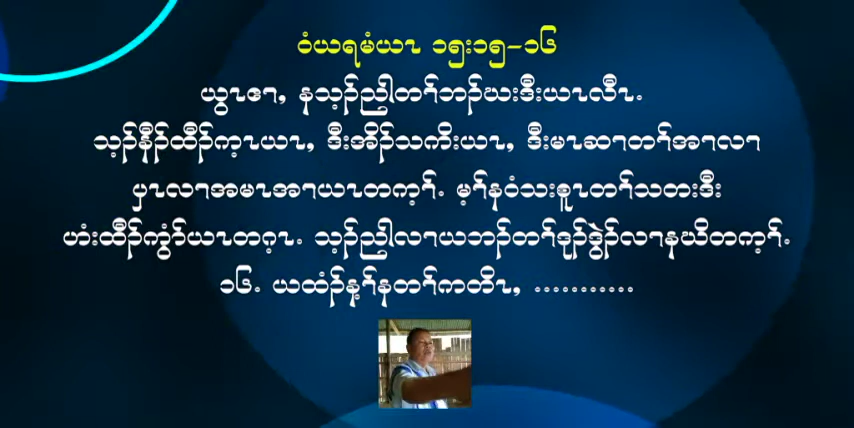 ဝံယရမံယၤ ၁၅း၁၅-၁၆
ယွၤဧၢ, နသ့ၣ်ညါတၢ်ဘၣ်ဃးဒီးယၤလီၤ.
သ့ၣ်နီၣ်ထီၣ်က့ၤယၤ, ဒီးအိၣ်သကိးယၤ, ဒီးမၤဆၢတၢ်အၢလၢ
ပှၤလၢအမၤအၢယၤတက့ၢ်. မ့ၢ်နဝံသးစူၤတၢ်သတးဒီး
ဟံးထီၣ်ကွံာ်ယၤတဂ့ၤ. သ့ၣ်ညါလၢယဘၣ်တၢ်ဒုၣ်ဒွဲၣ်လၢနဃိတက့ၢ်.
၁၆. ယထံၣ်န့ၢ်နတၢ်ကတိၤ, ...........